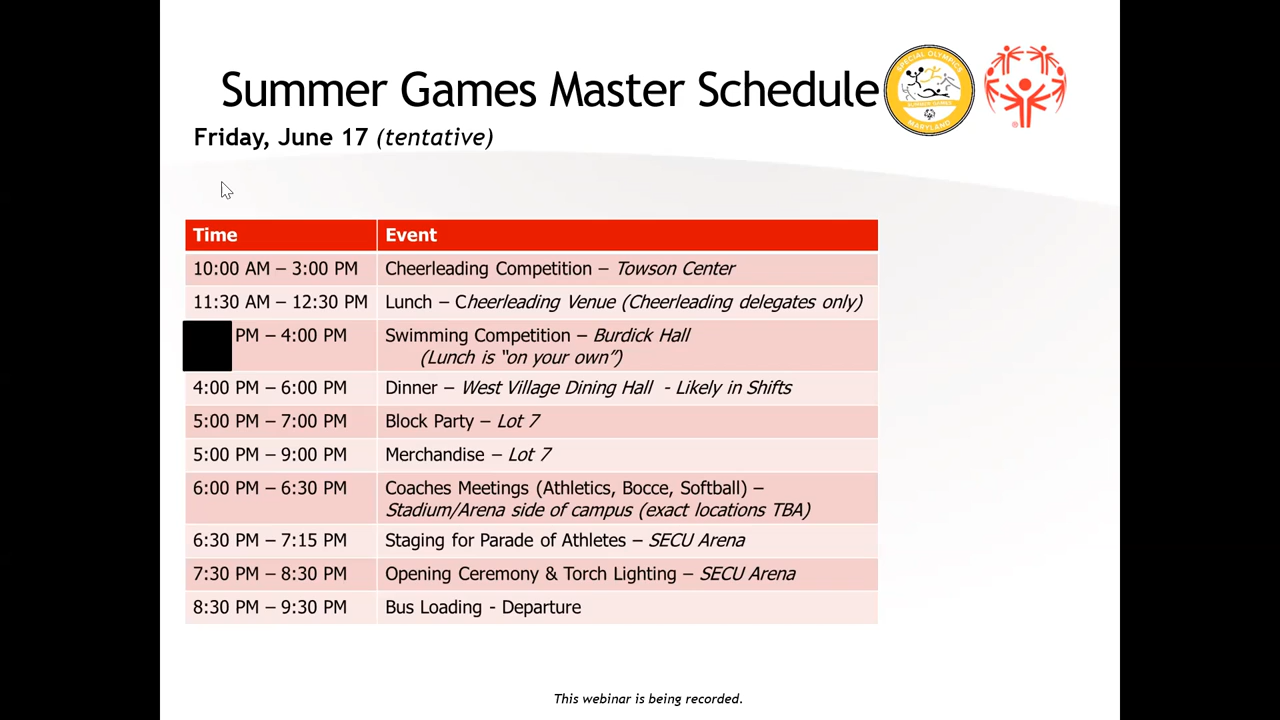 Summer Games Master Schedule
SPECIAL OLYMPICS
SUMMER GAMES
MARYLAND
Friday, June 17 (tentative)
Time Event
10:00 AM – 3:00 PM Cheerleading Competition – Towson Center
11:30 AM – 12:30 PM Lunch – Cheerleading Venue (Cheerleading delegates only)
PM – 4:00 PM Swimming Competition – Burdick Hall
(Lunch is “on your own”)
4:00 PM – 6:00 PM Dinner – West Village Dining Hall - Likely in Shifts
5:00 PM – 7:00 PM Block Party – Lot 7
5:00 PM – 9:00 PM Merchandise – Lot 7
6:00 PM – 6:30 PM Coaches Meetings (Athletics, Bocce, Softball) –
Stadium/Arena side of campus (exact locations TBA)
6:30 PM – 7:15 PM Staging for Parade of Athletes – SECU Arena
7:30 PM – 8:30 PM Opening Ceremony & Torch Lighting – SECU Arena
8:30 PM – 9:30 PM Bus Loading - Departure
This webinar is being recorded.